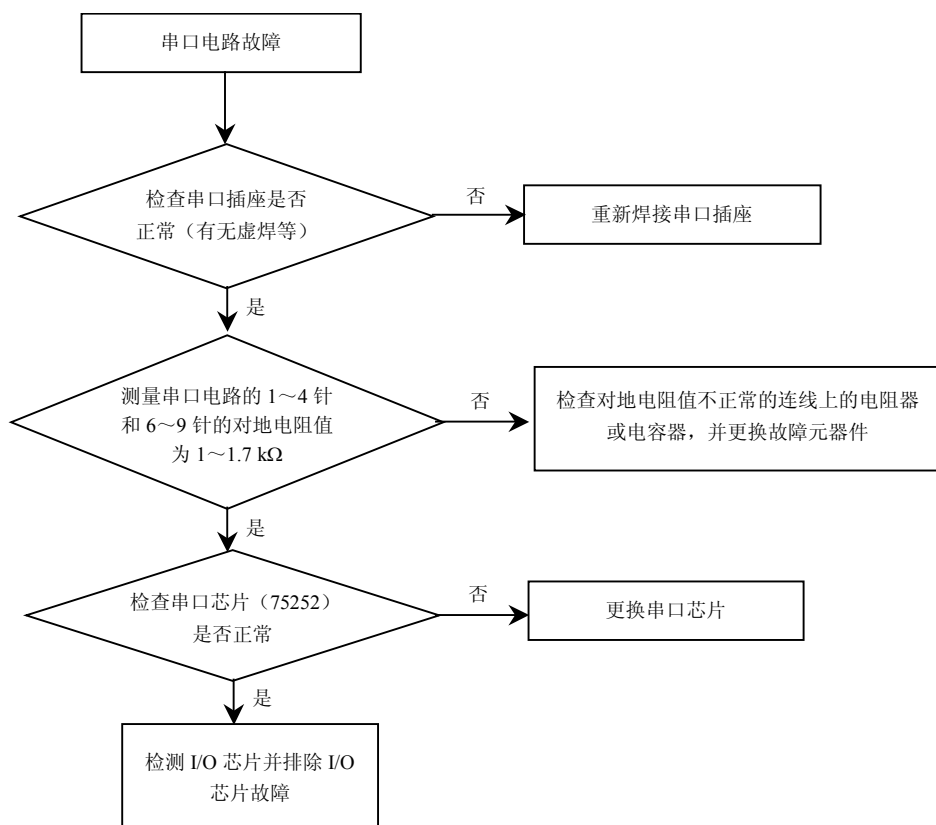 串口电路故障
检查串口插座是否
正常（有无虚焊等）
否
重新焊接串口插座
是
测量串口电路的 1～4 针
和 6～9 针的对地电阻值
为 1～1.7 kΩ
否
检查对地电阻值不正常的连线上的电阻器
或电容器，并更换故障元器件
是
检查串口芯片（75252）
是否正常
否
更换串口芯片
是
检测 I/O 芯片并排除 I/O
芯片故障